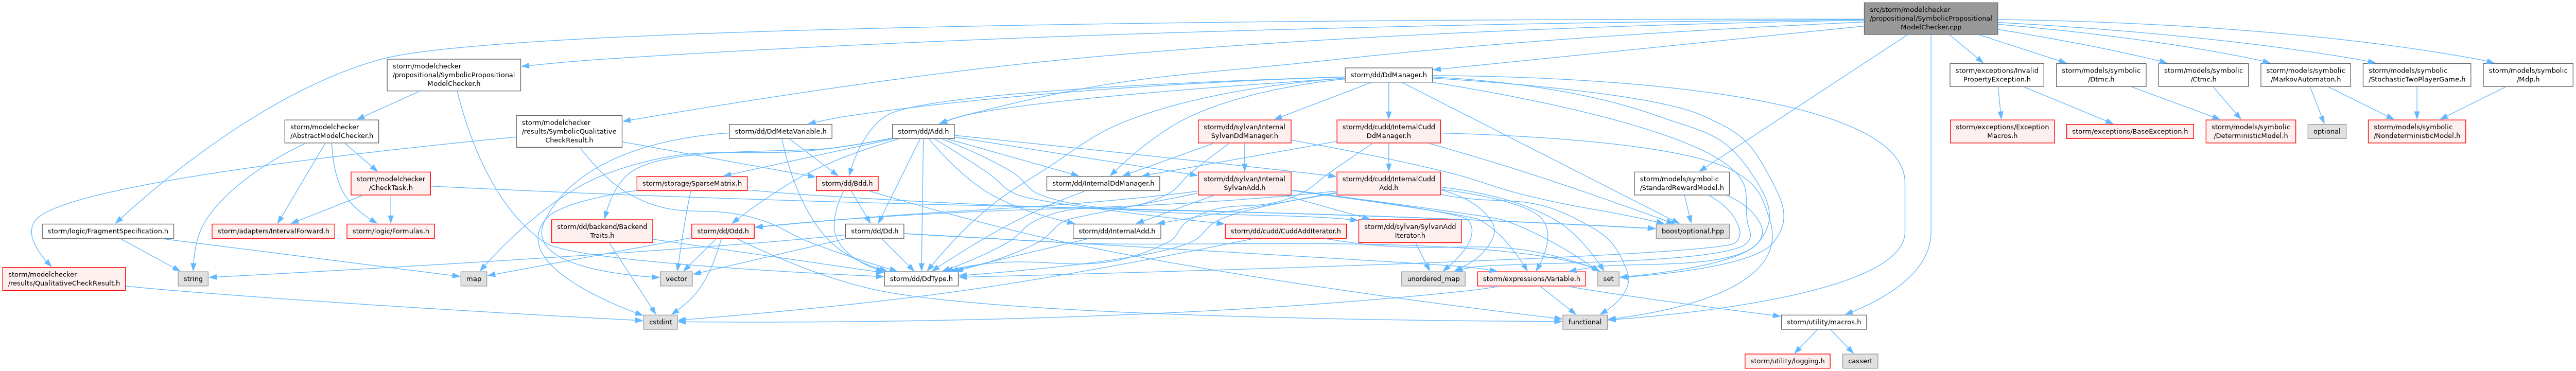 src/storm/modelchecker
/propositional/SymbolicPropositional
ModelChecker.cpp
storm/modelchecker
/propositional/SymbolicPropositional
ModelChecker.h
storm/dd/DdManager.h
storm/exceptions/Invalid
PropertyException.h
storm/models/symbolic
/Dtmc.h
storm/models/symbolic
/Ctmc.h
storm/models/symbolic
/MarkovAutomaton.h
storm/models/symbolic
/StochasticTwoPlayerGame.h
storm/models/symbolic
/Mdp.h
storm/modelchecker
/AbstractModelChecker.h
storm/modelchecker
/results/SymbolicQualitative
CheckResult.h
storm/dd/DdMetaVariable.h
storm/dd/Add.h
storm/dd/sylvan/Internal
SylvanDdManager.h
storm/dd/cudd/InternalCudd
DdManager.h
storm/exceptions/Exception
Macros.h
storm/exceptions/BaseException.h
storm/models/symbolic
/DeterministicModel.h
optional
storm/models/symbolic
/NondeterministicModel.h
storm/modelchecker
/CheckTask.h
storm/storage/SparseMatrix.h
storm/dd/Bdd.h
storm/dd/InternalDdManager.h
storm/dd/sylvan/Internal
SylvanAdd.h
storm/dd/cudd/InternalCudd
Add.h
storm/models/symbolic
/StandardRewardModel.h
storm/logic/FragmentSpecification.h
storm/adapters/IntervalForward.h
storm/logic/Formulas.h
storm/dd/backend/Backend
Traits.h
storm/dd/Odd.h
storm/dd/Dd.h
storm/dd/InternalAdd.h
storm/dd/cudd/CuddAddIterator.h
storm/dd/sylvan/SylvanAdd
Iterator.h
boost/optional.hpp
storm/modelchecker
/results/QualitativeCheckResult.h
string
map
vector
storm/dd/DdType.h
unordered_map
storm/expressions/Variable.h
set
cstdint
functional
storm/utility/macros.h
storm/utility/logging.h
cassert